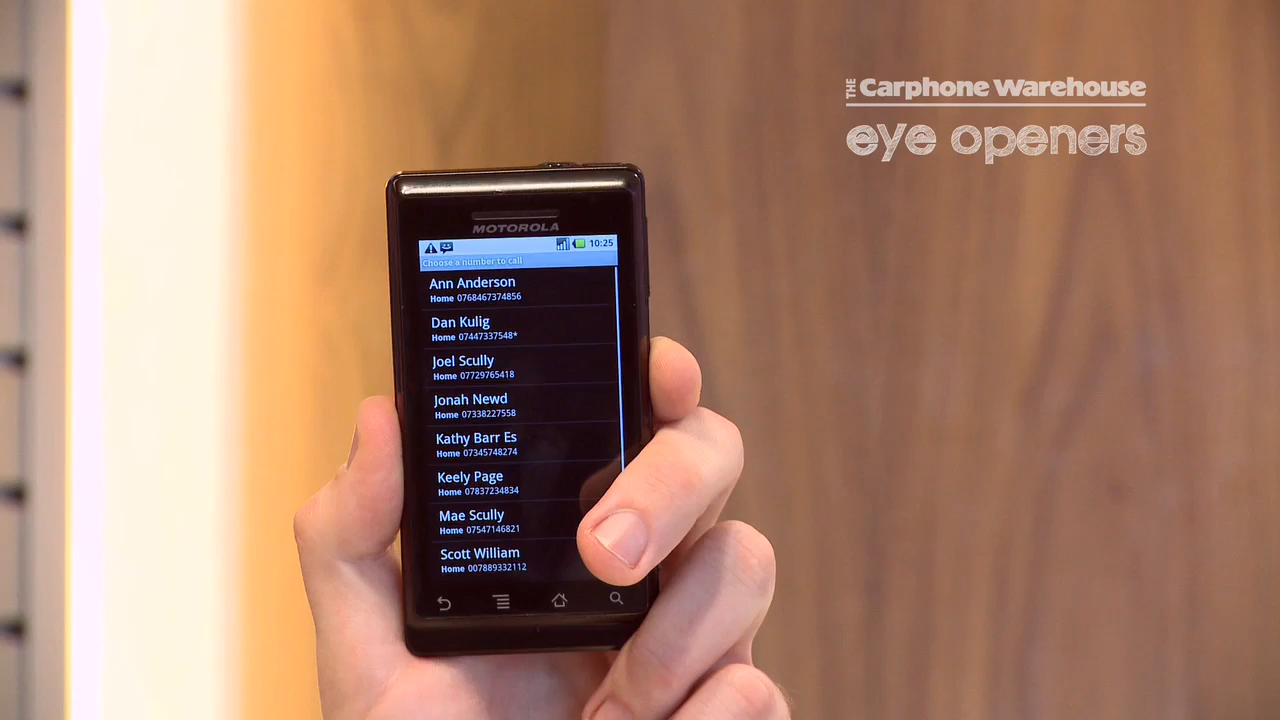 THE Carphone Warehouse
eye openers
MOTOROLA
10:25
Choose a number to call
Ann Anderson
Home 0768467374856
Dan Kulig
Home 07447337548*
Joel Scully
Home 07729765418
Jonah Newd
Home 07338227558
Kathy Barr Es
Home 07345748274
Keely Page
Home 07837234834
Mae Scully
Home 07547146821
Scott William
Home 007889332112